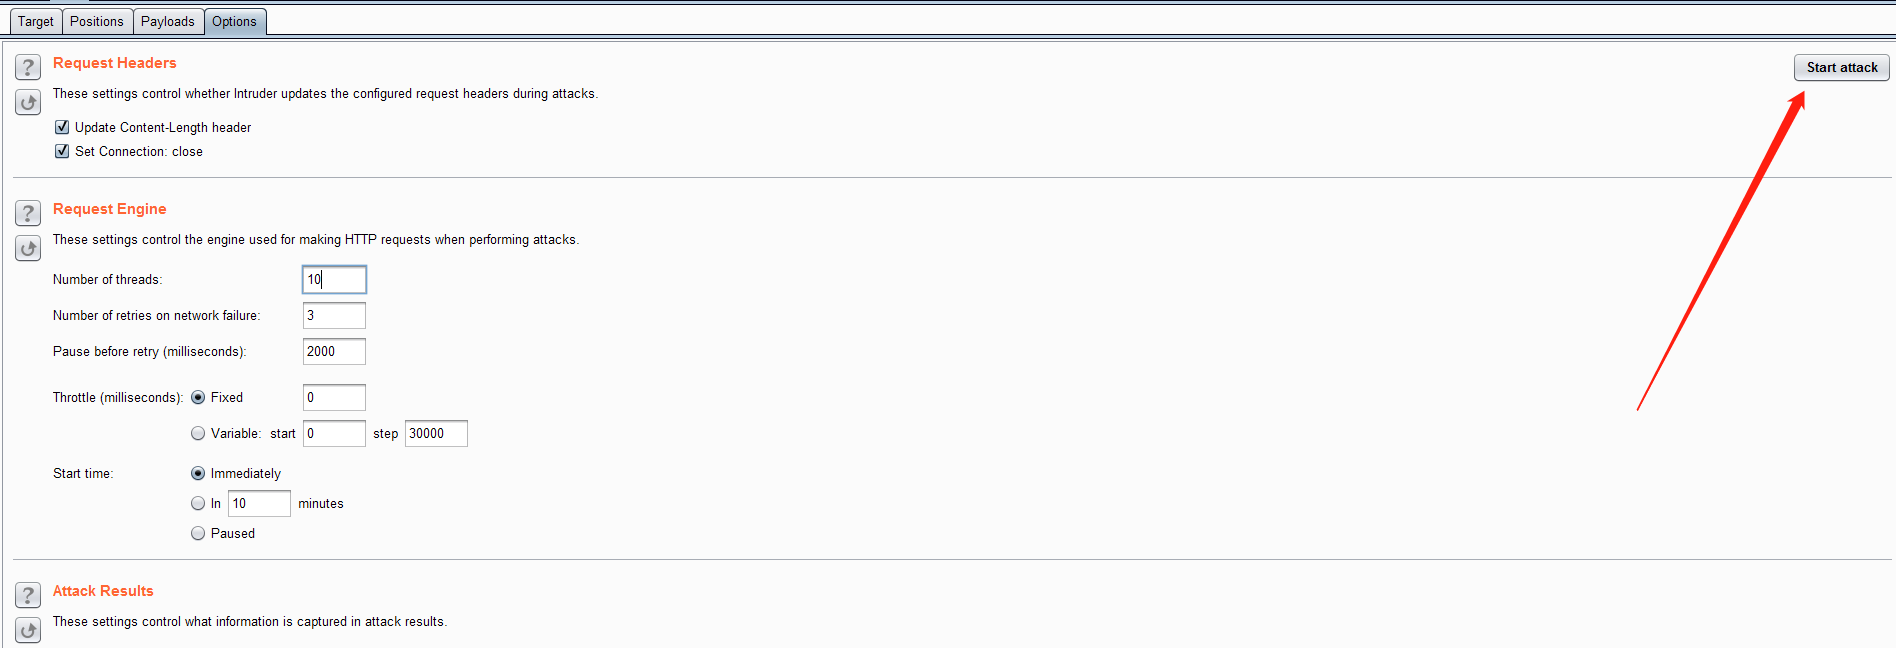 Target Positions Payloads Options
Request Headers
Start attack
These settings control whether Intruder updates the configured request headers during attacks.
Update Content-Length header
Set Connection: close
Request Engine
These settings control the engine used for making HTTP requests when performing attacks.
Number of threads: 10
Number of retries on network failure: 3
Pause before retry (milliseconds): 2000
Throttle (milliseconds): Fixed 0
Variable: start 0 step 30000
Start time: Immediately
In 10 minutes
Paused
Attack Results
These settings control what information is captured in attack results.